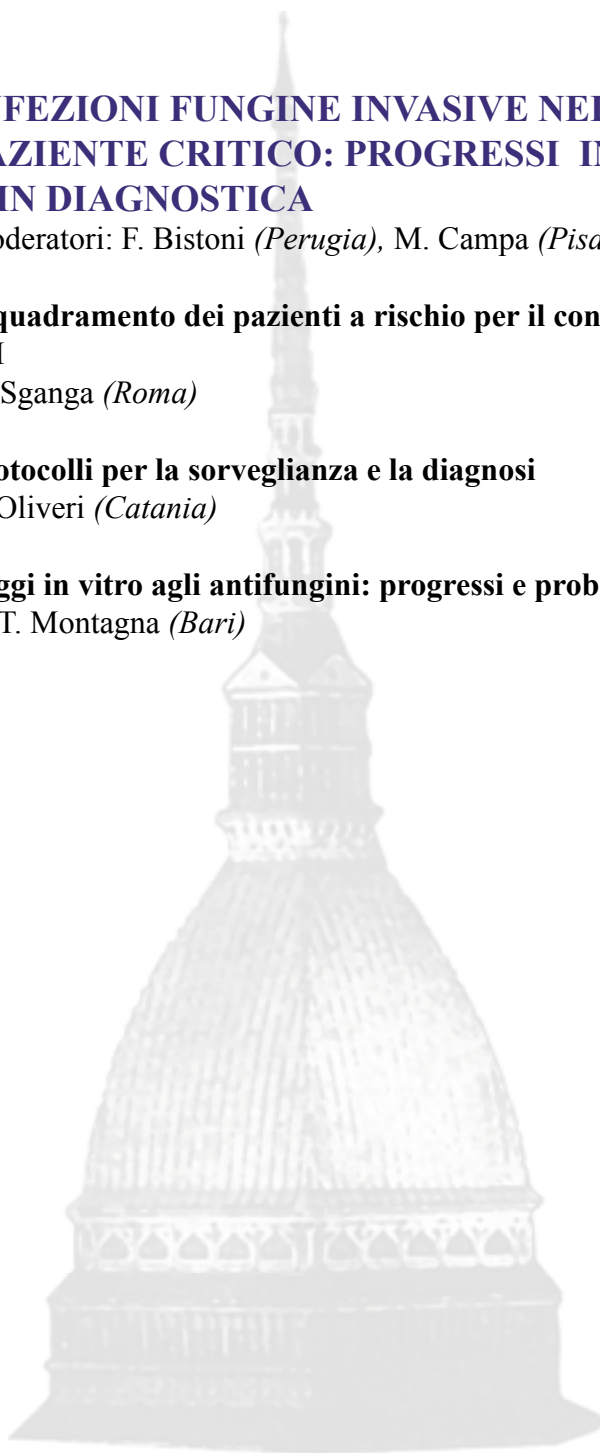 NFEZIONI FUNGINE INVASIVE NEL
AZIENTE CRITICO: PROGRESSI IN
IN DIAGNOSTICA
oderatori: F. Bistoni (Perugia), M. Campa (Pisa
quadramento dei pazienti a rischio per il con
I
Sganga (Roma)
otocolli per la sorveglianza e la diagnosi
Oliveri (Catania)
ggi in vitro agli antifungini: progressi e prob
T. Montagna (Bari)